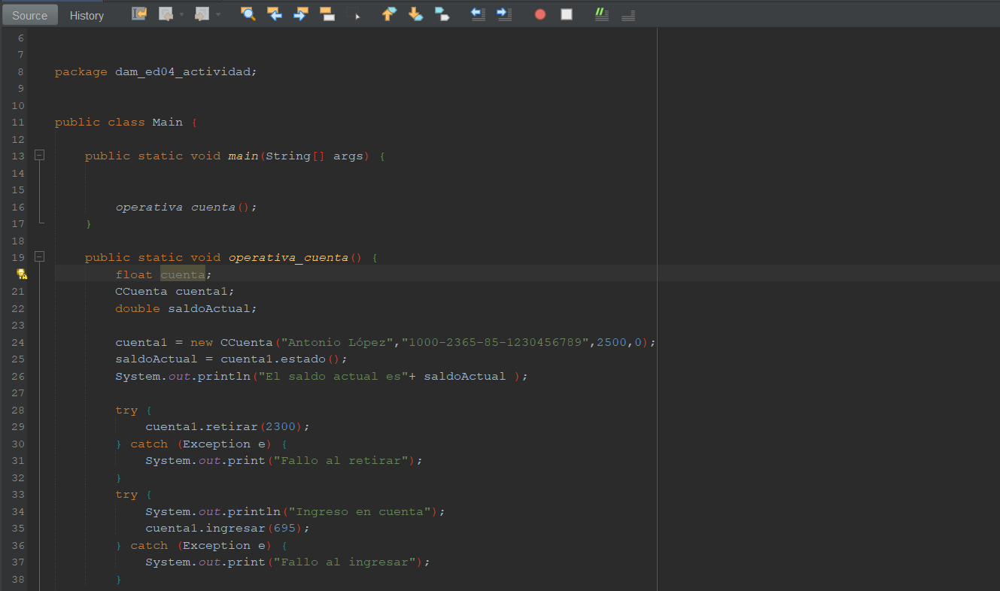 Source History
6
7
8 package dam_ed04_actividad;
9
10
11 public class Main {
12
13 public static void main(String[] args) {
14
15
16 operativa cuenta();
17 }
18
19 public static void operativa_cuenta() {
float cuenta;
21 CCuenta cuenta1;
22 double saldoActual;
23
24 cuenta1 = new CCuenta("Antonio López","1000-2365-85-1230456789",2500,0);
25 saldoActual = cuenta1.estado();
26 System.out.println("El saldo actual es"+ saldoActual );
27
28 try {
29 cuenta1.retirar(2300);
30 } catch (Exception e) {
31 System.out.print("Fallo al retirar");
32 }
33 try {
34 System.out.println("Ingreso en cuenta");
35 cuenta1.ingresar(695);
36 } catch (Exception e) {
37 System.out.print("Fallo al ingresar");
38 }